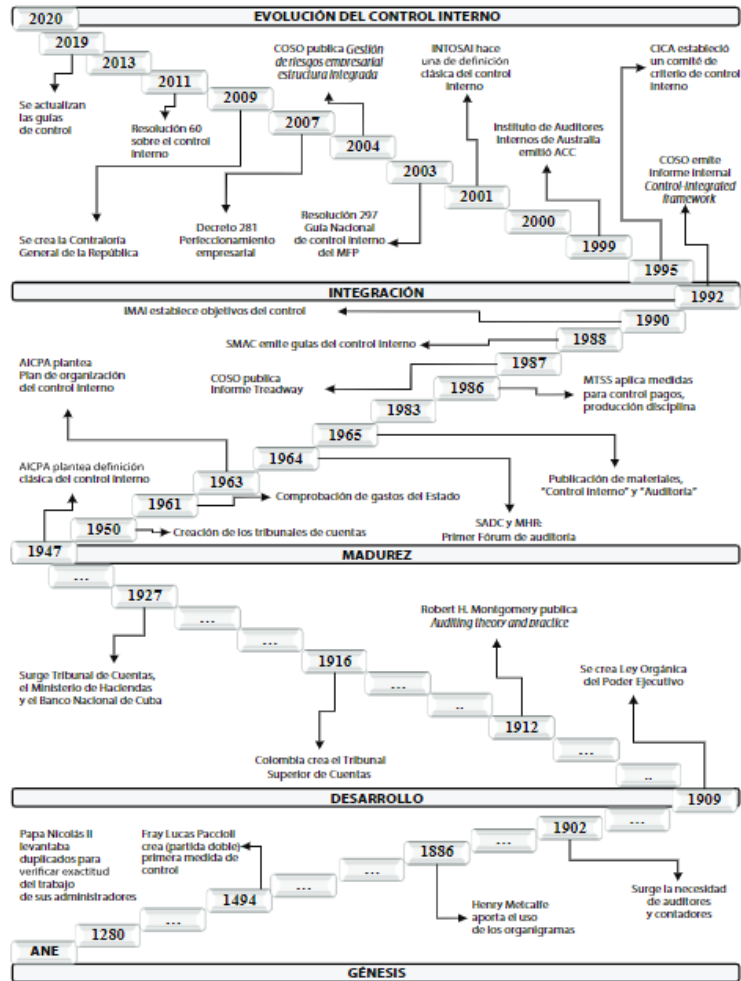 2020
EVOLUCIÓN DEL CONTROL INTERNO
2019
2013
2011
2009
2007
2004
2003
2001
2000
1999
1995
1992
Se actualizan
las guías
de control
Resolución 60
sobre el control
interno
Se crea la Contraloría
General de la República
Decreto 281
Perfeccionamiento
empresarial
COSO publica Gestión
de riesgos empresarial
estructura integrada
Resolución 297
Guía Nacional
de control interno
del MFP
INTOSAI hace
una de definición
clásica del control
interno
Instituto de Auditores
Internos de Australia
emitió ACC
CICA estableció
un comité de
criterio de control
interno
COSO emite
Informe Internal
Control-Integrated
framework
INTEGRACIÓN
IMAI establece objetivos del control
1990
SMAC emite guías del control interno
1988
COSO publica
Informe Treadway
1987
1986
MTSS aplica medidas
para control pagos,
producción disciplina
1983
1965
Publicación de materiales,
"Control interno" y "Auditoría"
1964
SADC y MHR:
Primer Fórum de auditoría
AICPA plantea
Plan de organización
del control interno
1963
1961
Comprobación de gastos del Estado
AICPA plantea definición
clásica del control interno
1950
Creación de los tribunales de cuentas
1947
MADUREZ
...
1927
...
...
1916
...
..
1912
...
..
1909
Surge Tribunal de Cuentas,
el Ministerio de Haciendas
y el Banco Nacional de Cuba
Colombia crea el Tribunal
Superior de Cuentas
Robert H. Montgomery publica
Auditing theory and practice
Se crea Ley Orgánica
del Poder Ejecutivo
DESARROLLO
...
1902
...
1886
...
...
1494
...
1280
ANE
Papa Nicolás II
levantaba
duplicados para
verificar exactitud
del trabajo
de sus administradores
Fray Lucas Paccioli
crea (partida doble)
primera medida de
control
Henry Metcalfe
aporta el uso
de los organigramas
Surge la necesidad
de auditores
y contadores
GÉNESIS